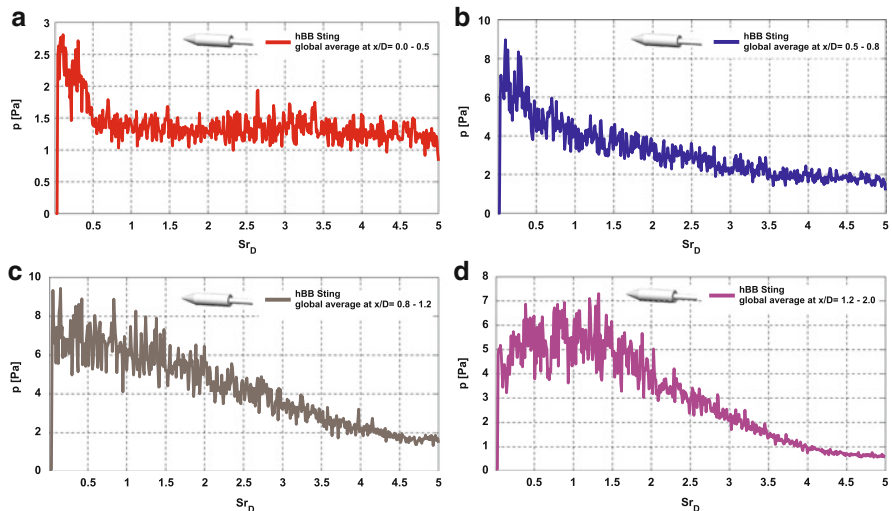 a
hBB Sting
global average at x/D= 0.0 - 0.5
p [Pa]
3
2.5
2
1.5
1
0.5
0
0.5 1 1.5 2 2.5 3 3.5 4 4.5 5
Sr_D
b
hBB Sting
global average at x/D= 0.5 - 0.8
p [Pa]
10
8
6
4
2
0
0.5 1 1.5 2 2.5 3 3.5 4 4.5 5
Sr_D
c
hBB Sting
global average at x/D= 0.8 - 1.2
p [Pa]
10
8
6
4
2
0
0.5 1 1.5 2 2.5 3 3.5 4 4.5 5
Sr_D
d
hBB Sting
global average at x/D= 1.2 - 2.0
p [Pa]
8
7
6
5
4
3
2
1
0
0.5 1 1.5 2 2.5 3 3.5 4 4.5 5
Sr_D